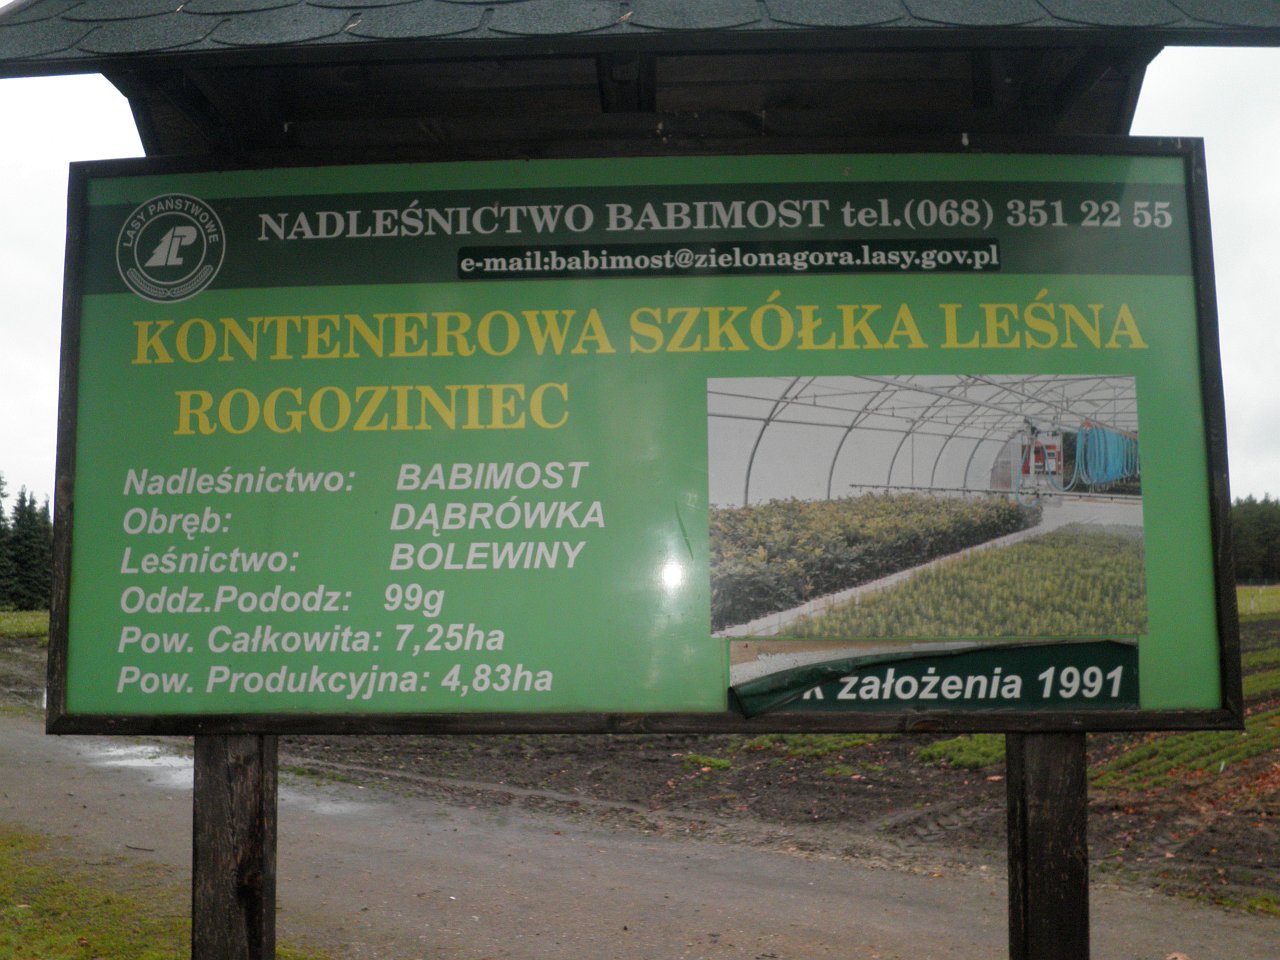 LASY PAŃSTWOWE
NADLEŚNICTWO BABIMOST tel.(068) 351 22 55
e-mail:babimost@zielonagora.lasy.gov.pl
KONTENEROWA SZKÓŁKA LEŚNA
ROGOZINIEC
Nadleśnictwo: BABIMOST
Obręb: DĄBRÓWKA
Leśnictwo: BOLEWINY
Oddz.Pododz: 99g
Pow. Całkowita: 7,25ha
Pow. Produkcyjna: 4,83ha
k założenia 1991